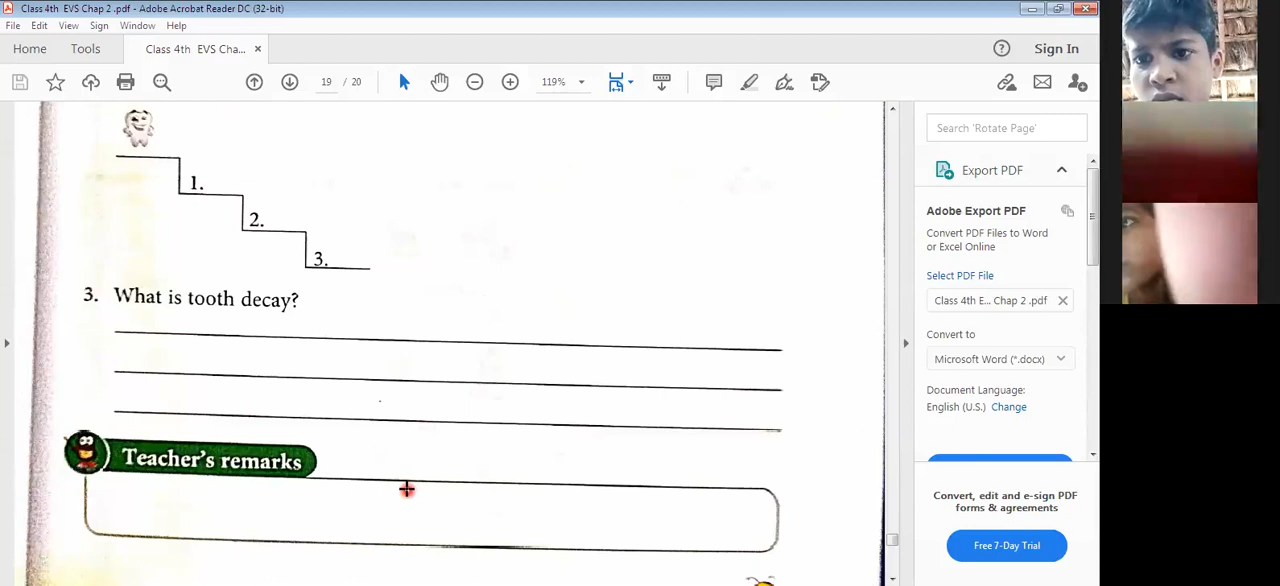 Class 4th EVS Chap 2 .pdf - Adobe Acrobat Reader DC (32-bit)
File Edit View Sign Window Help
Home Tools Class 4th EVS Cha... × Sign In
19 / 20 119%
1.
2.
3.
3. What is tooth decay?
Teacher's remarks
Search 'Rotate Page'
Export PDF
Adobe Export PDF
Convert PDF Files to Word
or Excel Online
Select PDF File
Class 4th E... Chap 2 .pdf
Convert to
Microsoft Word (*.docx)
Document Language:
English (U.S.) Change
Convert, edit and e-sign PDF
forms & agreements
Free 7-Day Trial